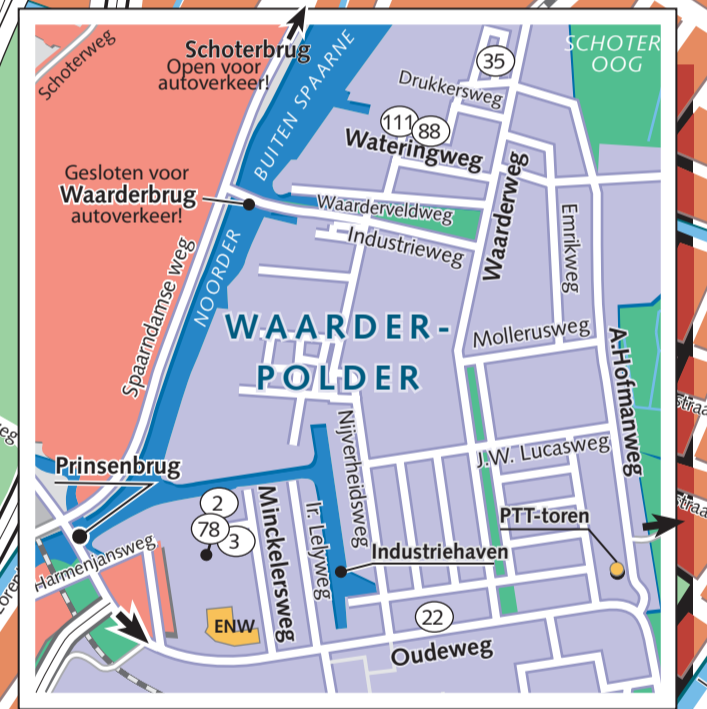 Schoterweg
Schoterbrug
Open voor
autoverkeer!
BUITEN SPAARNE
35
SCHOTER
OOG
Drukkersweg
111
88
Wateringweg
Gesloten voor
Waarderbrug
autoverkeer!
Waarderveldweg
Industrieweg
Waarderweg
Emrikweg
NOORDER
Spaarndamse weg
WAARDER-
POLDER
Mollerusweg
A.Hofmanweg
Nijverheidsweg
J.W. Lucasweg
Prinsenbrug
2
78
3
Minckelersweg
Ir. Lelyweg
PTT-toren
Industriehaven
Harmenjansweg
ENW
22
Oudeweg
straa
straa